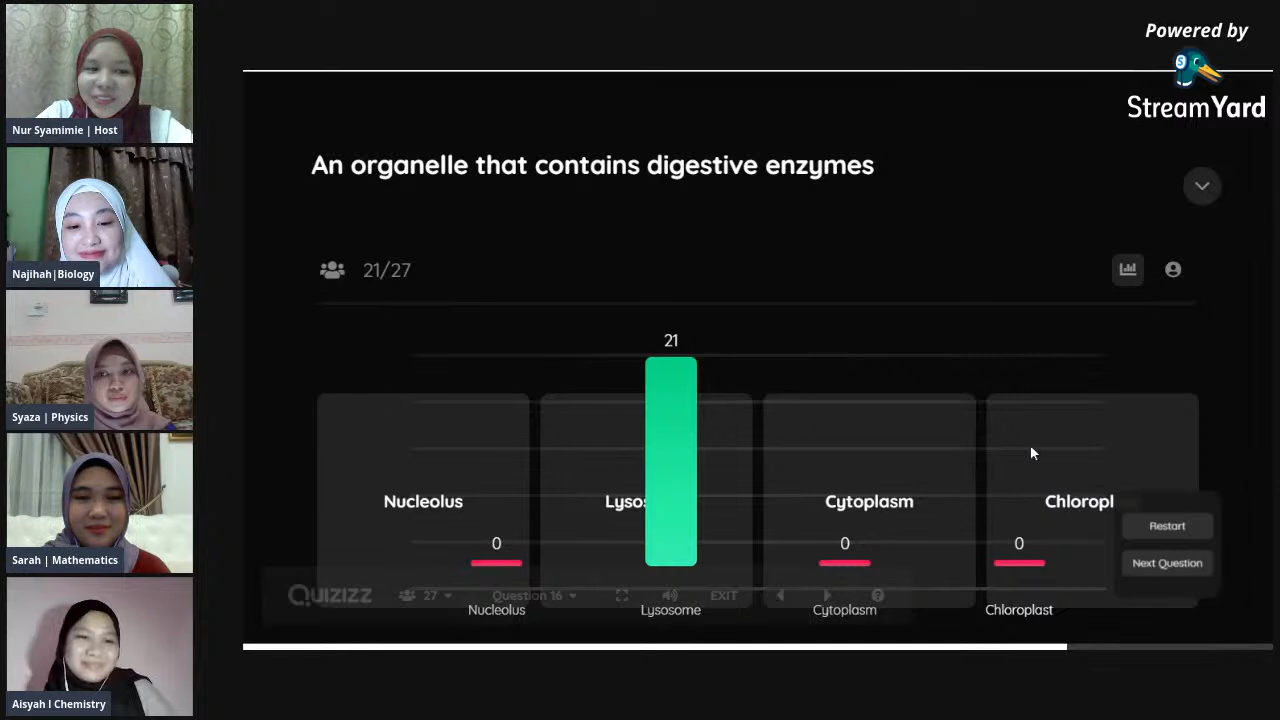 Powered by
StreamYard
Nur Syamimie | Host
Najihah|Biology
Syaza | Physics
Sarah | Mathematics
Aisyah l Chemistry
An organelle that contains digestive enzymes
21/27
21
Nucleolus
Lysos
Cytoplasm
Chloropl
0
0
0
Restart
Next Question
QUIZIZZ
27
Question 16
EXIT
Nucleolus
Lysosome
Cytoplasm
Chloroplast